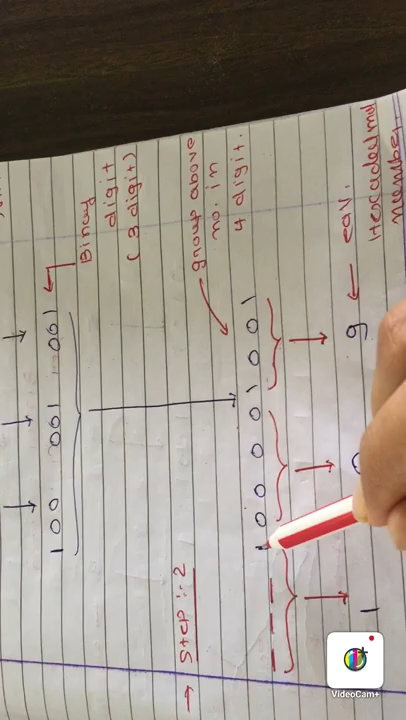 100 001 001
Binary
digit
(3 digit)
→ Step :- 2
group above
no. in
4 digit.
_ _ _ 1 0000 1001
1 0 9 ← eqv.
Hexadecimal
number.
VideoCam+